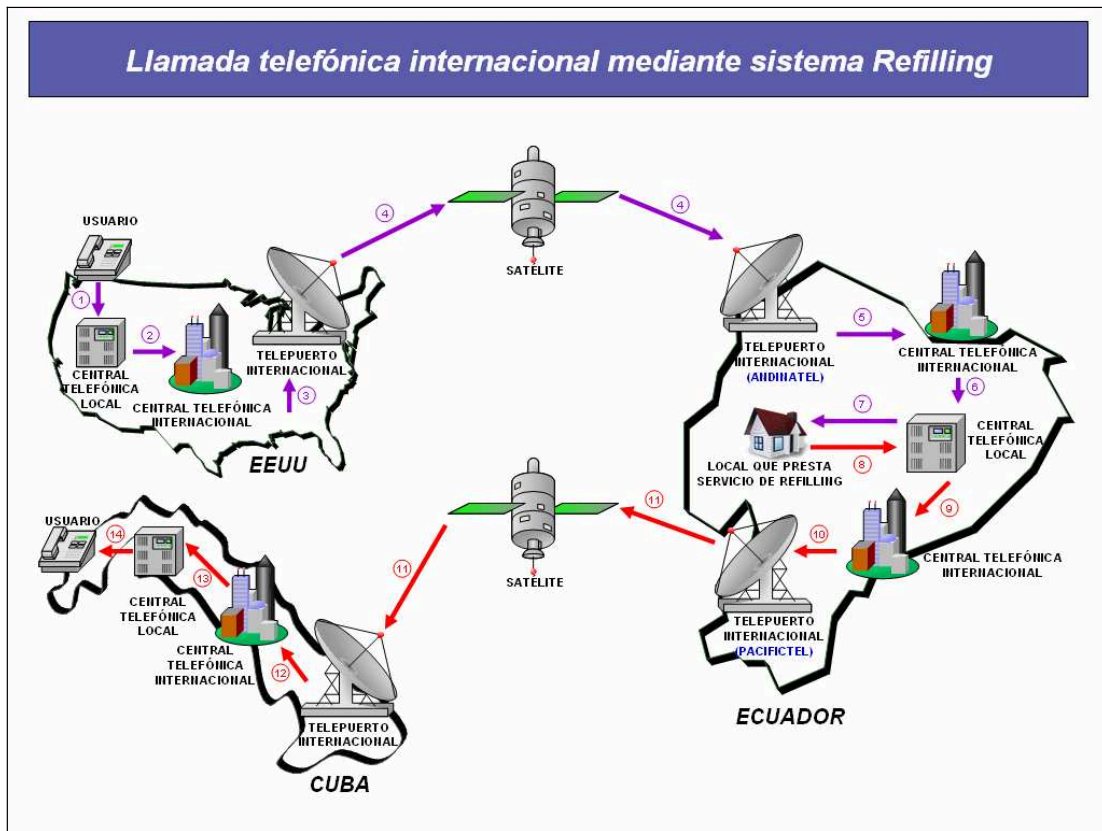 Llamada telefónica internacional mediante sistema Refilling
USUARIO
1
CENTRAL
TELEFÓNICA
LOCAL
2
CENTRAL TELEFÓNICA
INTERNACIONAL
3
TELEPUERTO
INTERNACIONAL
EEUU
4
SATÉLITE
4
TELEPUERTO
INTERNACIONAL
(ANDINATEL)
5
CENTRAL TELEFÓNICA
INTERNACIONAL
6
CENTRAL
TELEFÓNICA
LOCAL
7
8
LOCAL QUE PRESTA
SERVICIO DE REFILLING
9
CENTRAL TELEFÓNICA
INTERNACIONAL
10
TELEPUERTO
INTERNACIONAL
(PACIFICTEL)
ECUADOR
11
SATÉLITE
11
TELEPUERTO
INTERNACIONAL
12
CENTRAL
TELEFÓNICA
INTERNACIONAL
13
CENTRAL
TELEFÓNICA
LOCAL
14
USUARIO
CUBA